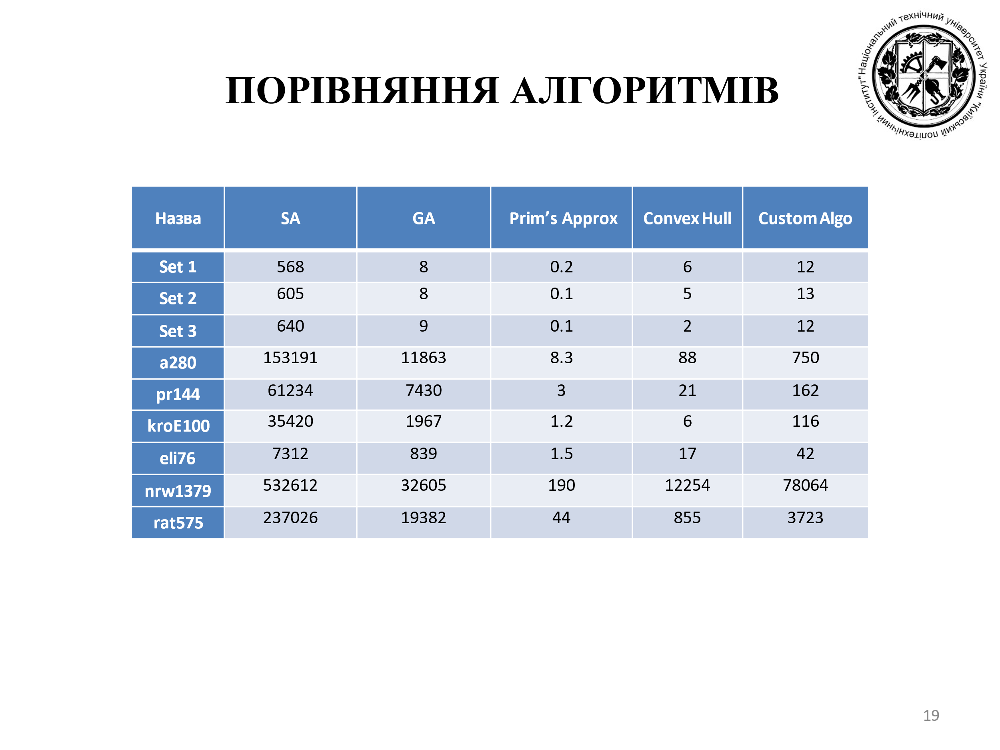 Національний технічний університет України "Київський політехнічний інститут"
ПОРІВНЯННЯ АЛГОРИТМІВ
Назва SA GA Prim’s Approx Convex Hull Custom Algo
Set 1 568 8 0.2 6 12
Set 2 605 8 0.1 5 13
Set 3 640 9 0.1 2 12
a280 153191 11863 8.3 88 750
pr144 61234 7430 3 21 162
kroE100 35420 1967 1.2 6 116
eli76 7312 839 1.5 17 42
nrw1379 532612 32605 190 12254 78064
rat575 237026 19382 44 855 3723
19